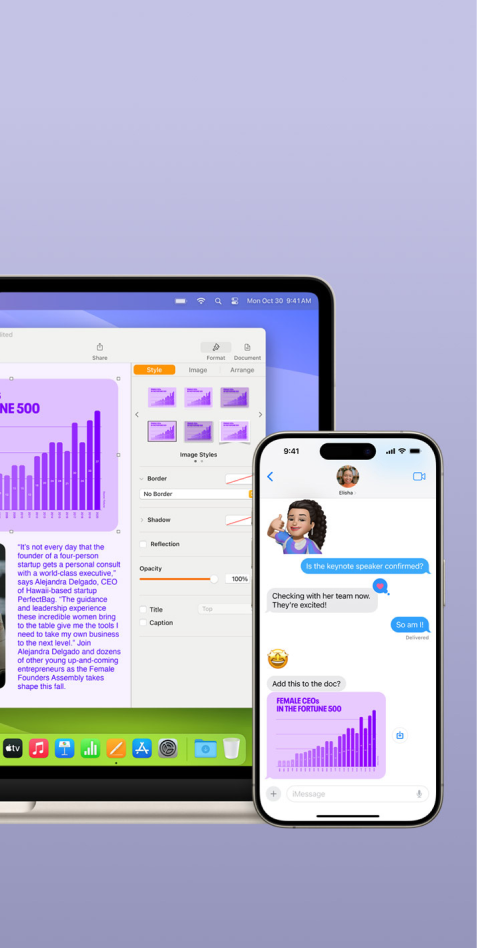 Mon Oct 30 9:41 AM
dited
Share
Format
Document
Style
Image
Arrange
S
NE 500
Image Styles
Border
No Border
Shadow
Reflection
Opacity
100%
Title
Top
Caption
"It's not every day that the
founder of a four-person
startup gets a personal consult
with a world-class executive,"
says Alejandra Delgado, CEO
of Hawaii-based startup
PerfectBag. "The guidance
and leadership experience
these incredible women bring
to the table give me the tools I
need to take my own business
to the next level." Join
Alejandra Delgado and dozens
of other young up-and-coming
entrepreneurs as the Female
Founders Assembly takes
shape this fall.
tv
9:41
Elisha
Is the keynote speaker confirmed?
Checking with her team now.
They're excited!
So am I!
Delivered
Add this to the doc?
FEMALE CEOs
IN THE FORTUNE 500
iMessage